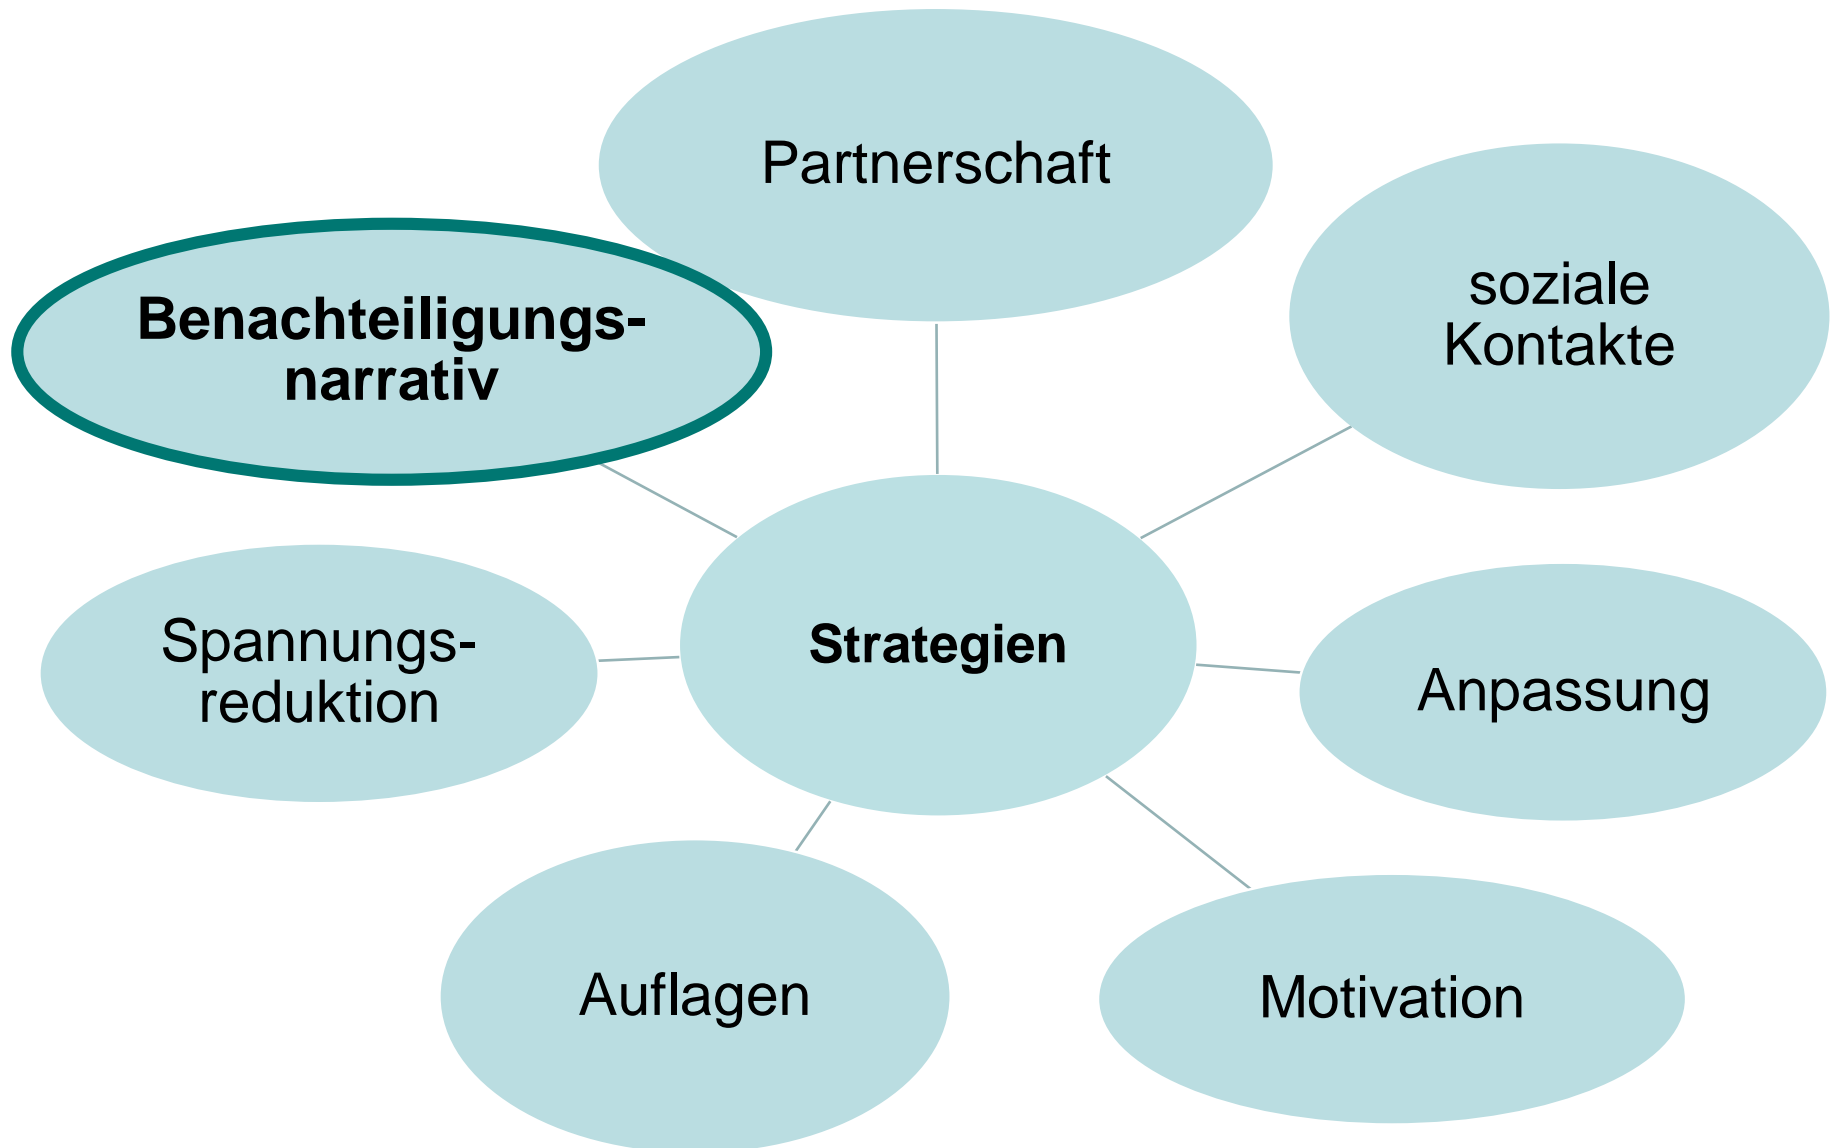 Partnerschaft
soziale
Kontakte
Benachteiligungs-
narrativ
Strategien
Spannungs-
reduktion
Anpassung
Auflagen
Motivation